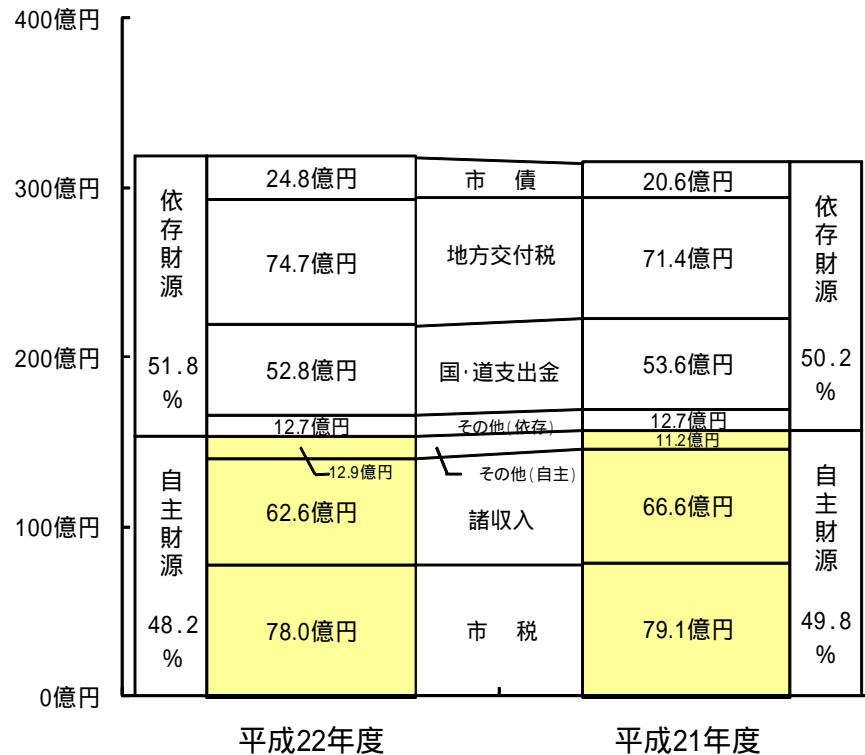 400億円
300億円
200億円
100億円
0億円
依存財源
51.8
%
自主財源
48.2
%
24.8億円
74.7億円
52.8億円
12.7億円
12.9億円
62.6億円
78.0億円
市　債
地方交付税
国・道支出金
その他(依存)
その他(自主)
諸収入
市　税
20.6億円
71.4億円
53.6億円
12.7億円
11.2億円
66.6億円
79.1億円
依存財源
50.2
%
自主財源
49.8
%
平成22年度
平成21年度